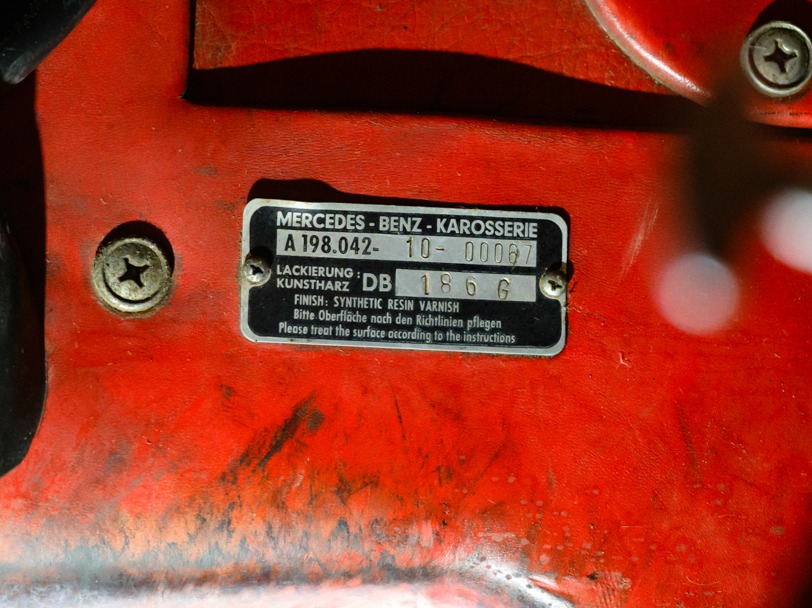 MERCEDES - BENZ - KAROSSERIE
A 198.042- 10- 00067
LACKIERUNG :
KUNSTHARZ DB 186 G
FINISH: SYNTHETIC RESIN VARNISH
Bitte Oberfläche nach den Richtlinien pflegen
Please treat the surface according to the instructions